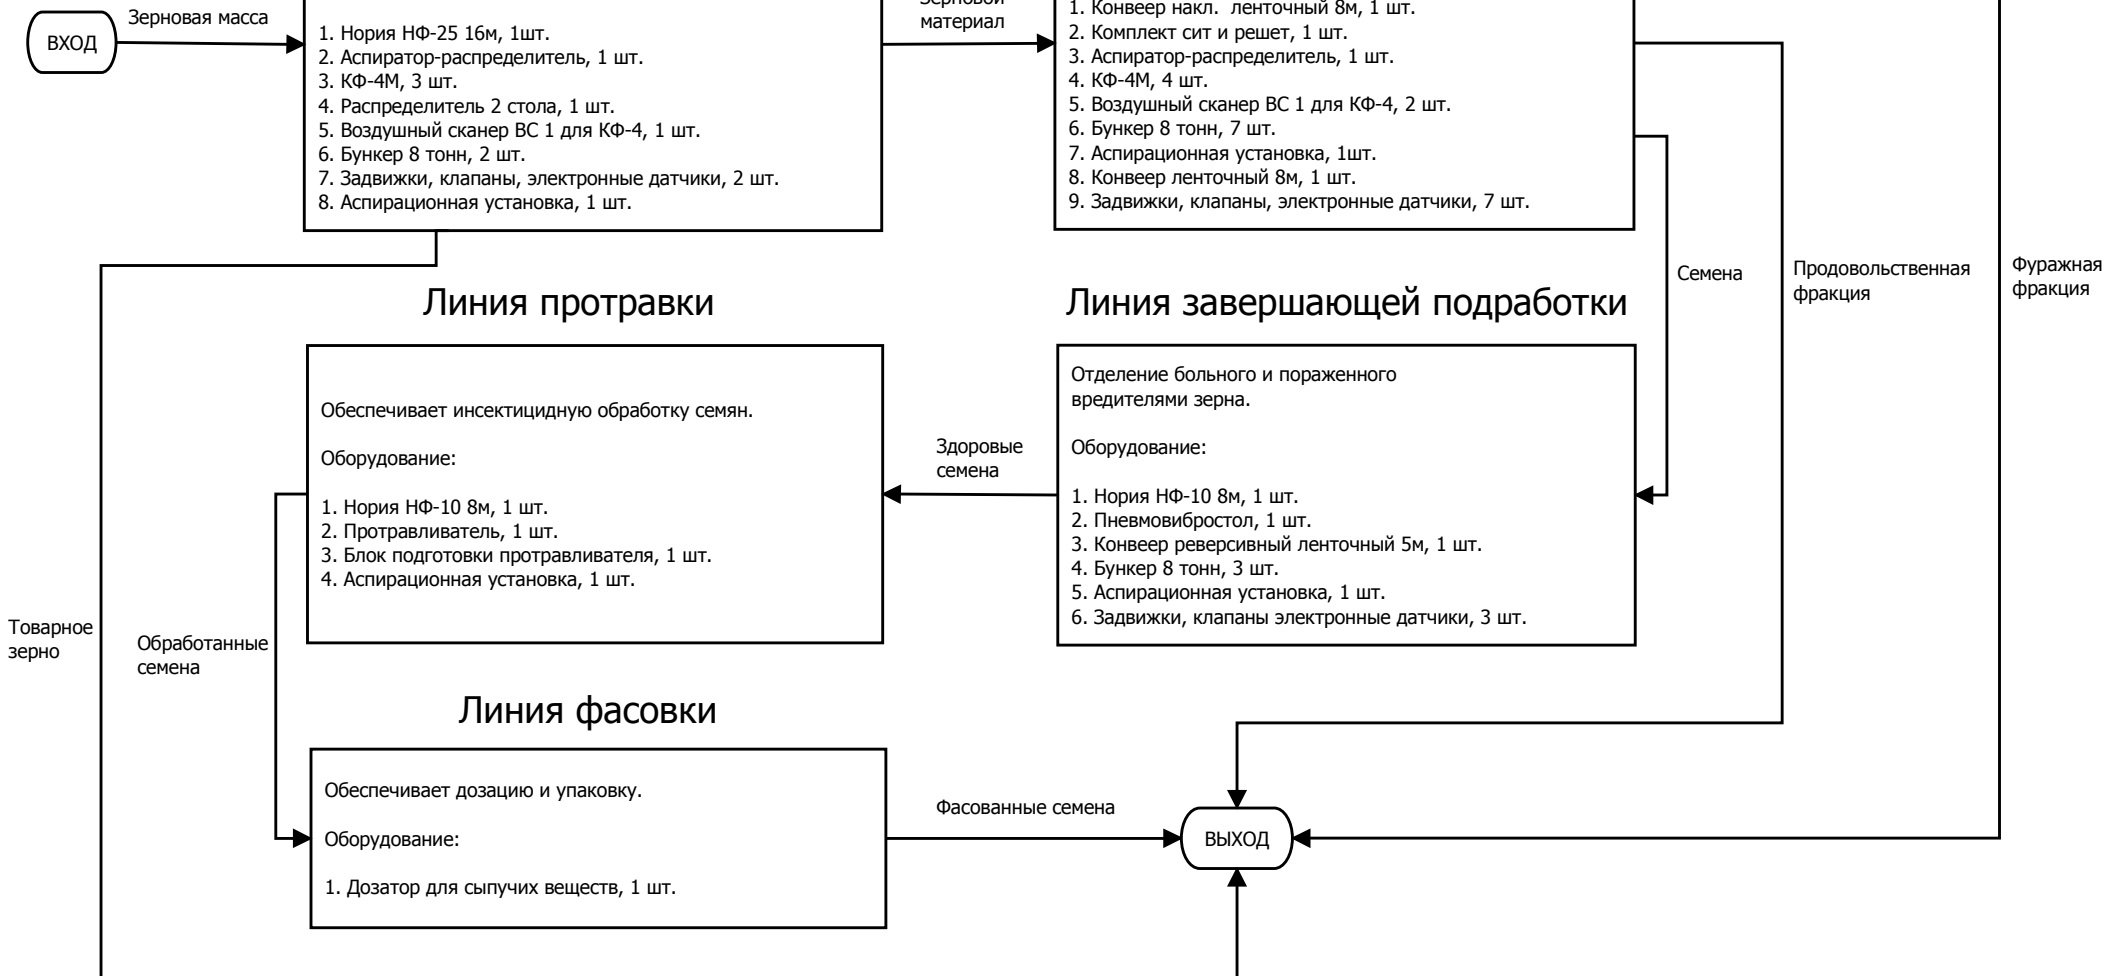 ВХОД
Зерновая масса
1. Нория НФ-25 16м, 1шт.
2. Аспиратор-распределитель, 1 шт.
3. КФ-4М, 3 шт.
4. Распределитель 2 стола, 1 шт.
5. Воздушный сканер ВС 1 для КФ-4, 1 шт.
6. Бункер 8 тонн, 2 шт.
7. Задвижки, клапаны, электронные датчики, 2 шт.
8. Аспирационная установка, 1 шт.
Зерновой
материал
1. Конвеер накл. ленточный 8м, 1 шт.
2. Комплект сит и решет, 1 шт.
3. Аспиратор-распределитель, 1 шт.
4. КФ-4М, 4 шт.
5. Воздушный сканер ВС 1 для КФ-4, 2 шт.
6. Бункер 8 тонн, 7 шт.
7. Аспирационная установка, 1шт.
8. Конвеер ленточный 8м, 1 шт.
9. Задвижки, клапаны, электронные датчики, 7 шт.
Семена
Продовольственная
фракция
Фуражная
фракция
Линия протравки
Линия завершающей подработки
Обеспечивает инсектицидную обработку семян.
Оборудование:
1. Нория НФ-10 8м, 1 шт.
2. Протравливатель, 1 шт.
3. Блок подготовки протравливателя, 1 шт.
4. Аспирационная установка, 1 шт.
Здоровые
семена
Отделение больного и пораженного
вредителями зерна.
Оборудование:
1. Нория НФ-10 8м, 1 шт.
2. Пневмовибростол, 1 шт.
3. Конвеер реверсивный ленточный 5м, 1 шт.
4. Бункер 8 тонн, 3 шт.
5. Аспирационная установка, 1 шт.
6. Задвижки, клапаны электронные датчики, 3 шт.
Товарное
зерно
Обработанные
семена
Линия фасовки
Обеспечивает дозацию и упаковку.
Оборудование:
1. Дозатор для сыпучих веществ, 1 шт.
Фасованные семена
ВЫХОД